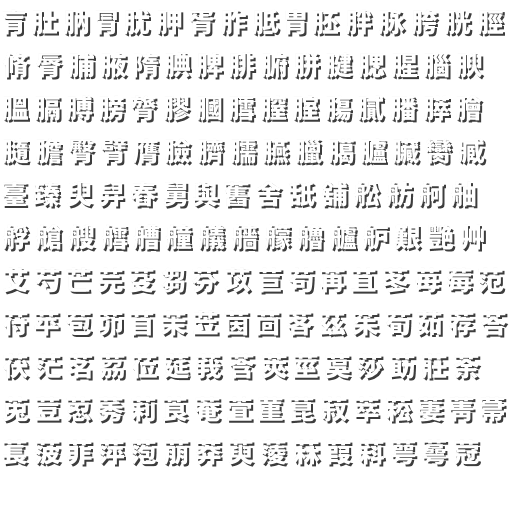 肓肚肭冐肬胛胥胙胝胄胚胖脉胯胱脛
脩脣脯腋隋腆脾腓腑胼腱腮腥腦腴
膃膈膊膀膂膠膕膤膣腟膓膩膰膵膾
膸膽臀臂膺臉臍臑臙臘臈臚臟臠臧
臺臻臾舁舂舅與舊舍舐舖舩舫舸舳
艀艙艘艝艚艟艤艢艨艪艫舮艱艷艸
艾芍芒芫芟芻芬苡苣苟苒苴苳苺莓范
苻苹苞茆苜茉苙茵茴茖茲茱荀茹荐荅
茯茫茗茘莅莚莪莟莢莖茣莎莇莊荼
莵荳荵莠莉莨菴萓菫菎菽萃菘萋菁菷
萇菠菲萍萢萠莽萸蔆菻葭萪萼蕚蒄